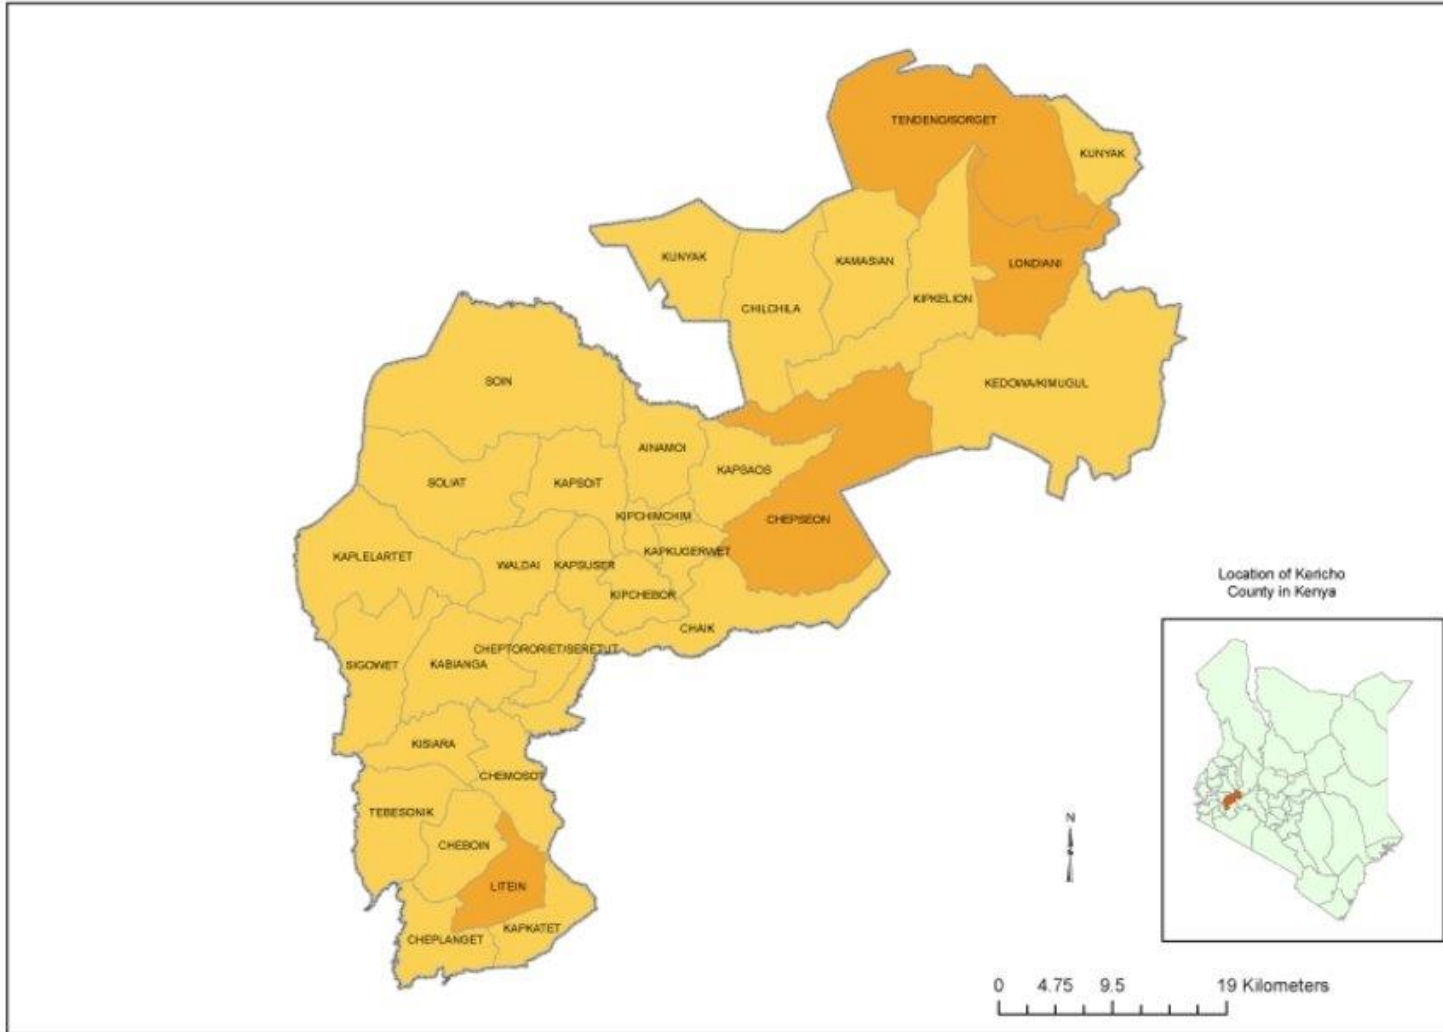 TENDENO/SORGET
KUNYAK
KUNYAK
KAMASIAN
LONDIANI
CHILCHILA
KIPKELION
SOIN
KEDOWA/KIMUGUL
AINAMOI
KAPSAOS
SOLIAT
KAPSOIT
KIPCHIMCHIM
CHEPSEON
KAPLELARTET
WALDAI
KAPSUSER
KAPKUGERWET
KIPCHEBOR
CHAIK
SIGOWET
KABIANGA
CHEPTORORIET/SERETUT
KISIARA
CHEMOSOT
TEBESONIK
CHEBOIN
LITEIN
KAPKATET
CHEPLANGET
Location of Kericho
County in Kenya
N
0 4.75 9.5 19 Kilometers